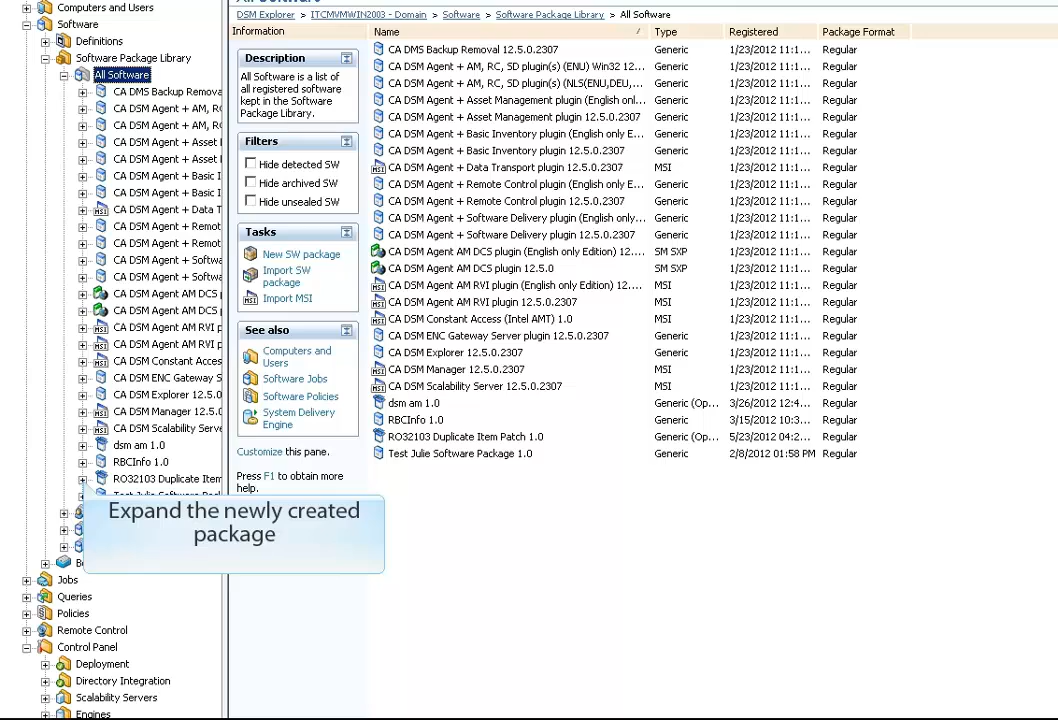 Computers and Users
Software
Definitions
Software Package Library
All Software
CA DMS Backup Remova
CA DSM Agent + AM, RC
CA DSM Agent + AM, R
CA DSM Agent + Asset
CA DSM Agent + Asset
CA DSM Agent + Basic I
CA DSM Agent + Basic I
MSI CA DSM Agent + Data T
CA DSM Agent + Remot
CA DSM Agent + Remot
CA DSM Agent + Softwa
CA DSM Agent + Softwa
CA DSM Agent AM DCS p
CA DSM Agent AM DCS p
MSI CA DSM Agent AM RVI p
MSI CA DSM Agent AM RVI p
MSI CA DSM Constant Acces
CA DSM ENC Gateway S
CA DSM Explorer 12.5.0
MSI CA DSM Manager 12.5.0
MSI CA DSM Scalability Serve
dsm am 1.0
RBCInfo 1.0
RO32103 Duplicate Item
Test Julie Software Pack
Jobs
Queries
Policies
Remote Control
Control Panel
Deployment
Directory Integration
Scalability Servers
Engines
Expand the newly created
package
DSM Explorer > ITCMVMWIN2003 - Domain > Software > Software Package Library > All Software
Information
Description
All Software is a list of
all registered software
kept in the Software
Package Library.
Filters
Hide detected SW
Hide archived SW
Hide unsealed SW
Tasks
New SW package
Import SW
package
MSI Import MSI
See also
Computers and
Users
Software Jobs
Software Policies
System Delivery
Engine
Customize this pane.
Press F1 to obtain more
help.
Name / Type Registered Package Format
CA DMS Backup Removal 12.5.0.2307 Generic 1/23/2012 11:1... Regular
CA DSM Agent + AM, RC, SD plugin(s) (ENU) Win32 12... Generic 1/23/2012 11:1... Regular
CA DSM Agent + AM, RC, SD plugin(s) (NLS(ENU,DEU,... Generic 1/23/2012 11:1... Regular
CA DSM Agent + Asset Management plugin (English onl... Generic 1/23/2012 11:1... Regular
CA DSM Agent + Asset Management plugin 12.5.0.2307 Generic 1/23/2012 11:1... Regular
CA DSM Agent + Basic Inventory plugin (English only E... Generic 1/23/2012 11:1... Regular
CA DSM Agent + Basic Inventory plugin 12.5.0.2307 Generic 1/23/2012 11:1... Regular
MSI CA DSM Agent + Data Transport plugin 12.5.0.2307 MSI 1/23/2012 11:1... Regular
CA DSM Agent + Remote Control plugin (English only E... Generic 1/23/2012 11:1... Regular
CA DSM Agent + Remote Control plugin 12.5.0.2307 Generic 1/23/2012 11:1... Regular
CA DSM Agent + Software Delivery plugin (English only... Generic 1/23/2012 11:1... Regular
CA DSM Agent + Software Delivery plugin 12.5.0.2307 Generic 1/23/2012 11:1... Regular
CA DSM Agent AM DCS plugin (English only Edition) 12.... SM SXP 1/23/2012 11:1... Regular
CA DSM Agent AM DCS plugin 12.5.0 SM SXP 1/23/2012 11:1... Regular
MSI CA DSM Agent AM RVI plugin (English only Edition) 12.... MSI 1/23/2012 11:1... Regular
MSI CA DSM Agent AM RVI plugin 12.5.0.2307 MSI 1/23/2012 11:1... Regular
MSI CA DSM Constant Access (Intel AMT) 1.0 MSI 1/23/2012 11:1... Regular
CA DSM ENC Gateway Server plugin 12.5.0.2307 Generic 1/23/2012 11:1... Regular
CA DSM Explorer 12.5.0.2307 Generic 1/23/2012 11:1... Regular
MSI CA DSM Manager 12.5.0.2307 MSI 1/23/2012 11:1... Regular
MSI CA DSM Scalability Server 12.5.0.2307 MSI 1/23/2012 11:1... Regular
dsm am 1.0 Generic (Op... 3/26/2012 12:4... Regular
RBCInfo 1.0 Generic 3/15/2012 10:3... Regular
RO32103 Duplicate Item Patch 1.0 Generic (Op... 5/23/2012 04:2... Regular
Test Julie Software Package 1.0 Generic 2/8/2012 01:58 PM Regular